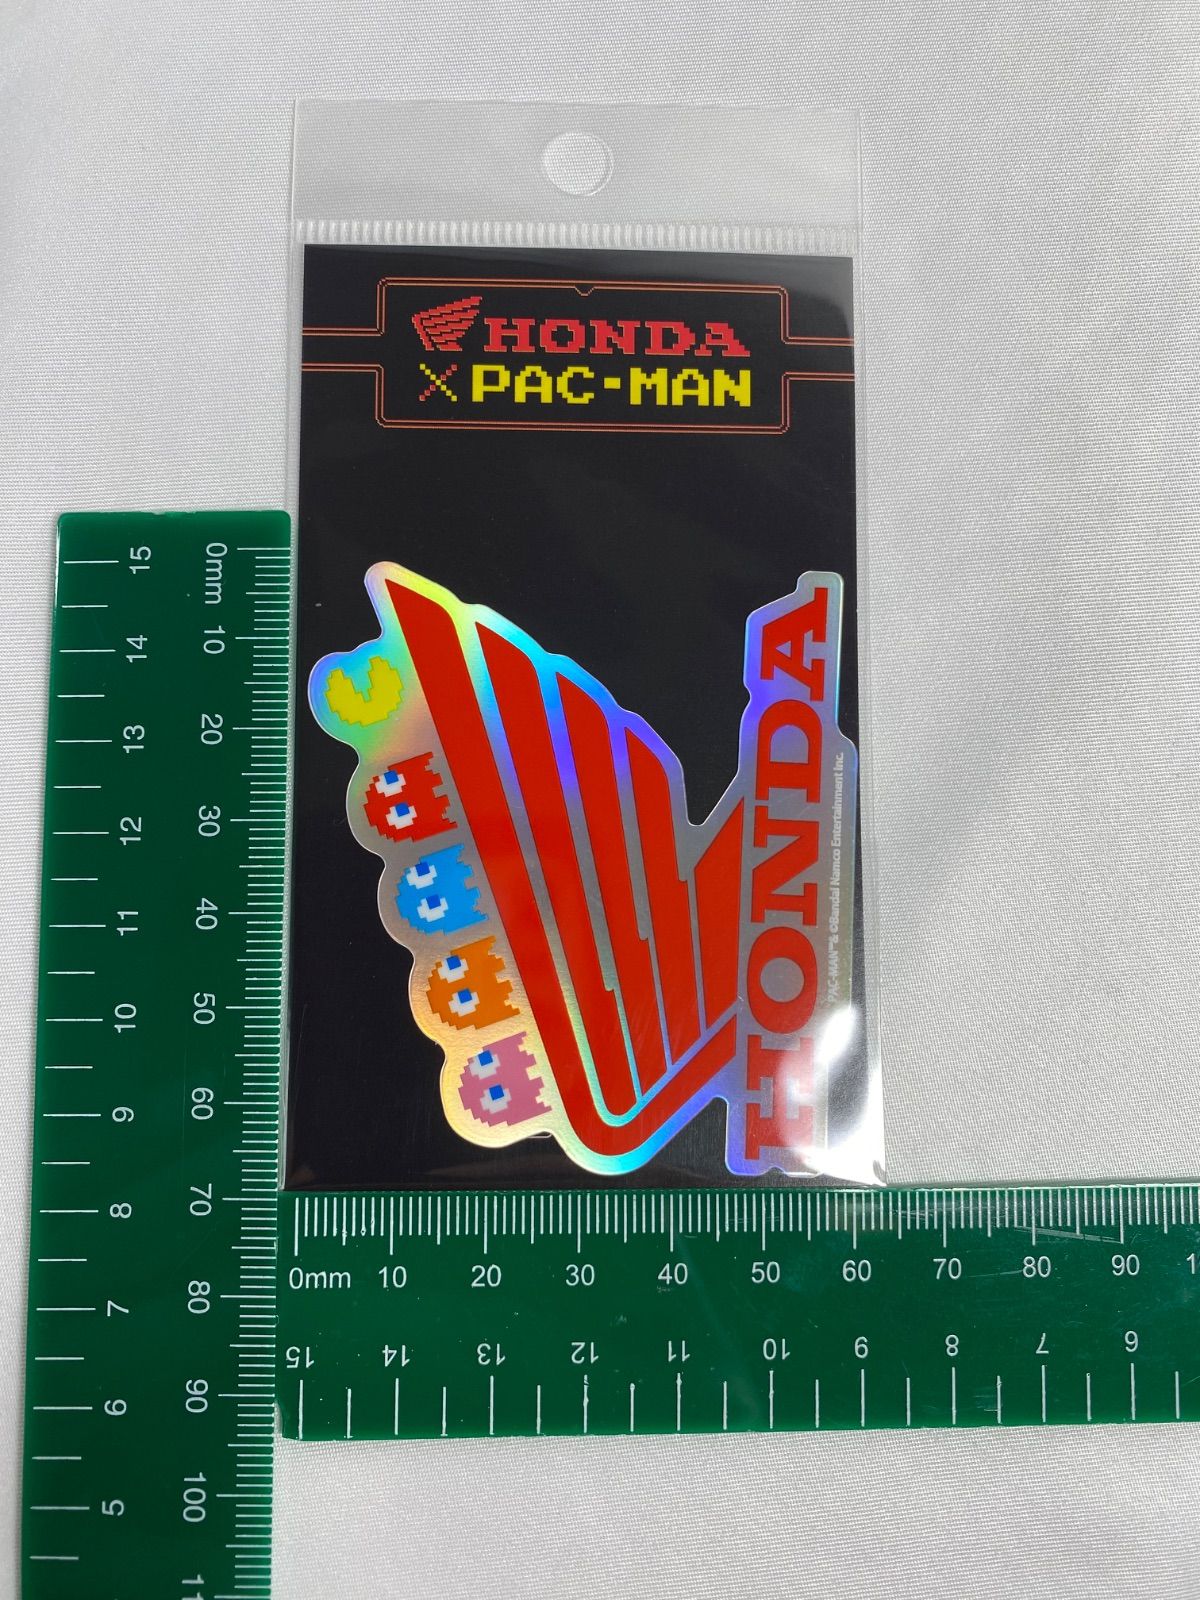 HONDA
× PAC-MAN
HONDA
PAC-MAN™& ©Bandai Namco Entertainment Inc.
0mm 10 20 30 40 50 60 70 80 90 100 11
15 14 13 12 11 10 9 8 7 6 5
0mm 10 20 30 40 50 60 70 80 90 1
15 14 13 12 11 10 9 8 7 6